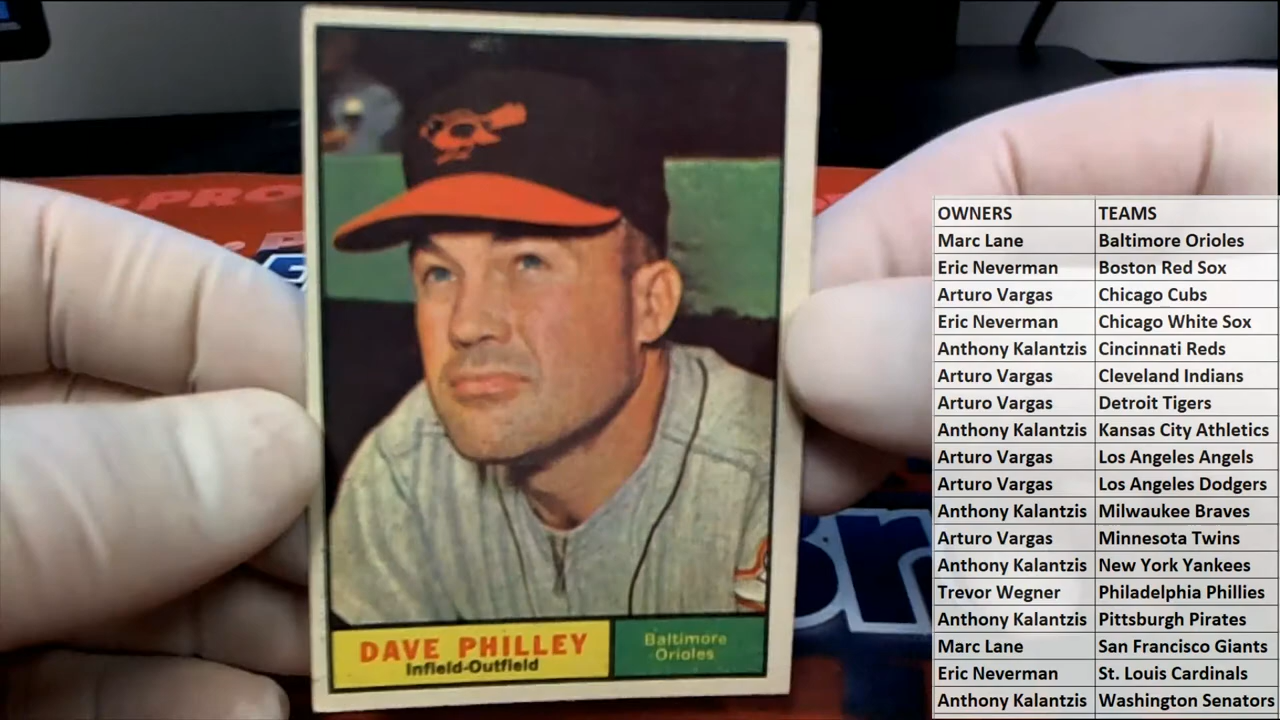 DAVE PHILLEY
Infield-Outfield
Baltimore
Orioles
OWNERS TEAMS
Marc Lane Baltimore Orioles
Eric Neverman Boston Red Sox
Arturo Vargas Chicago Cubs
Eric Neverman Chicago White Sox
Anthony Kalantzis Cincinnati Reds
Arturo Vargas Cleveland Indians
Arturo Vargas Detroit Tigers
Anthony Kalantzis Kansas City Athletics
Arturo Vargas Los Angeles Angels
Arturo Vargas Los Angeles Dodgers
Anthony Kalantzis Milwaukee Braves
Arturo Vargas Minnesota Twins
Anthony Kalantzis New York Yankees
Trevor Wegner Philadelphia Phillies
Anthony Kalantzis Pittsburgh Pirates
Marc Lane San Francisco Giants
Eric Neverman St. Louis Cardinals
Anthony Kalantzis Washington Senators